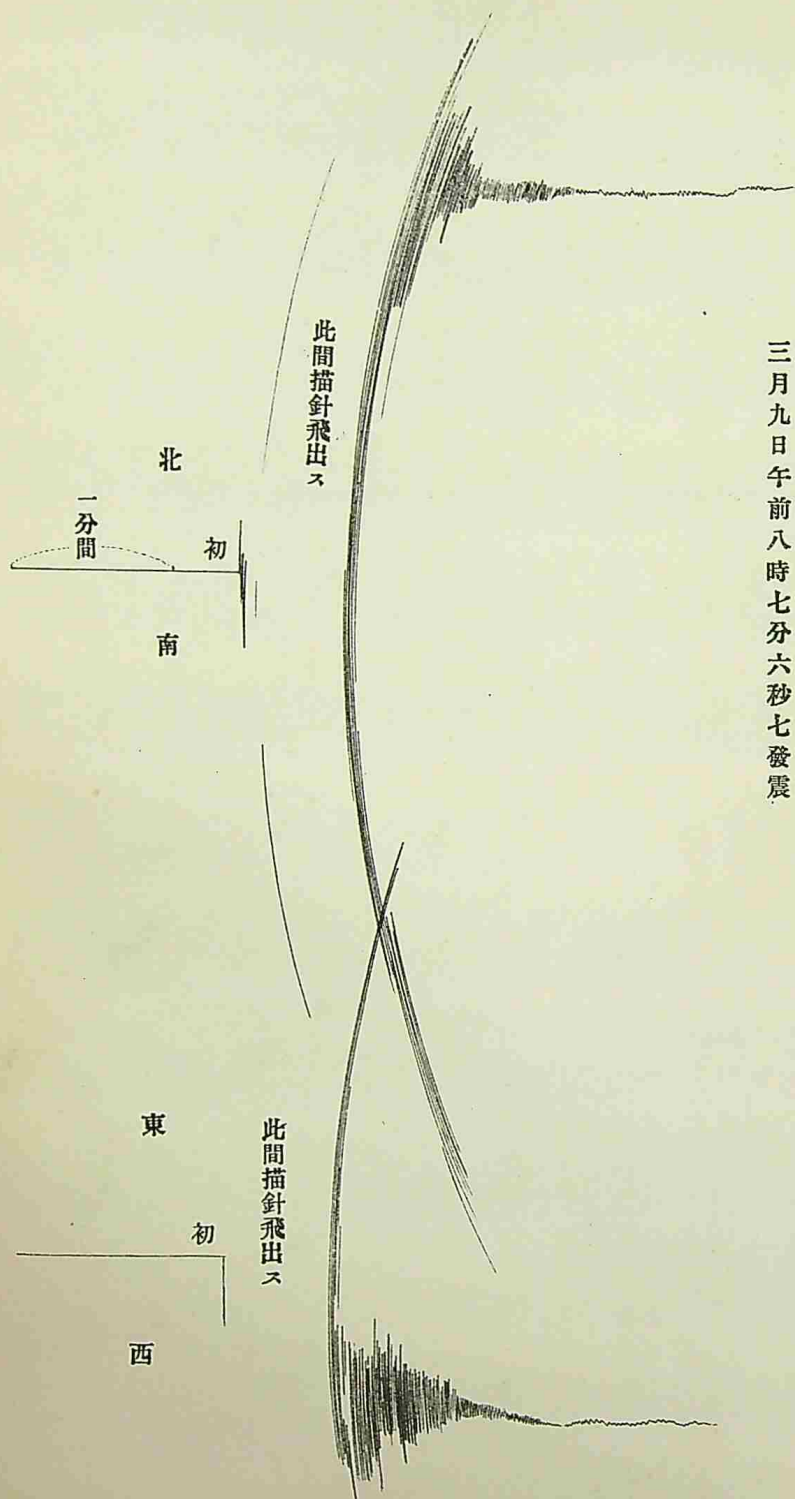 三月九日午前八時七分六秒七發震
此間描針飛出ス
北
一分間
初
南
此間描針飛出ス
東
初
西